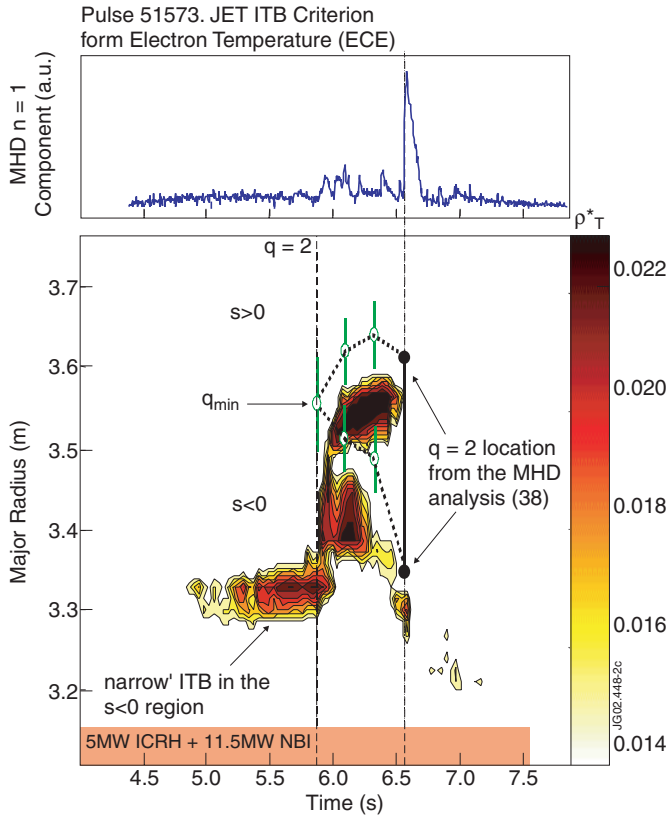 Pulse 51573. JET ITB Criterion
form Electron Temperature (ECE)
MHD n = 1
Component (a.u.)
ρ*T
q = 2
0.022
3.7
s>0
3.6
0.020
qmin
3.5
q = 2 location
from the MHD
analysis (38)
0.018
s<0
3.4
Major Radius (m)
3.3
0.016
narrow' ITB in the
s<0 region
3.2
JG02.448-2c
5MW ICRH + 11.5MW NBI
0.014
4.5 5.0 5.5 6.0 6.5 7.0 7.5
Time (s)